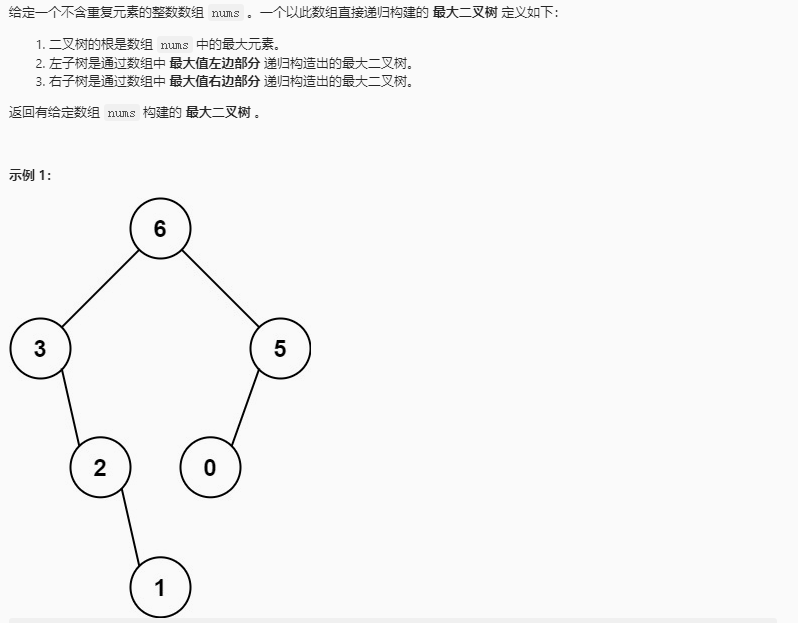 给定一个不含重复元素的整数数组 nums 。一个以此数组直接递归构建的 最大二叉树 定义如下：
1. 二叉树的根是数组 nums 中的最大元素。
2. 左子树是通过数组中 最大值左边部分 递归构造出的最大二叉树。
3. 右子树是通过数组中 最大值右边部分 递归构造出的最大二叉树。
返回有给定数组 nums 构建的 最大二叉树 。
示例 1：
6
3 5
2 0
1